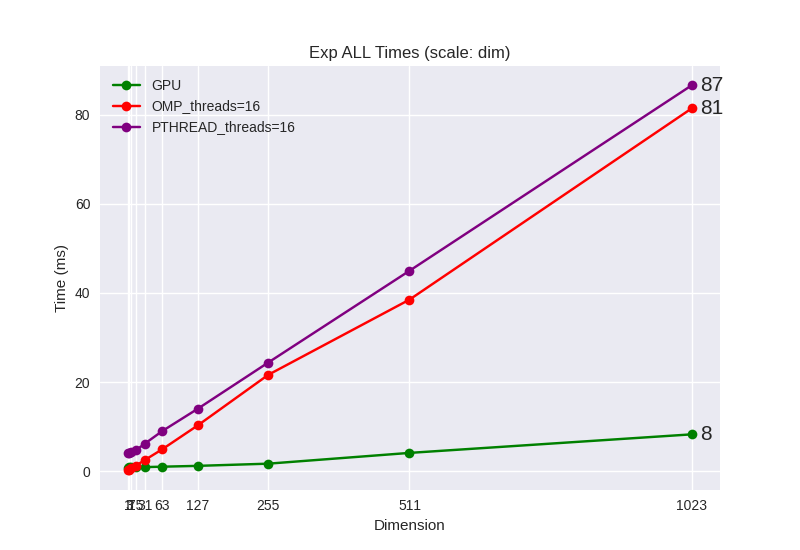 Exp ALL Times (scale: dim)
GPU
OMP_threads=16
PTHREAD_threads=16
87
81
8
80
60
40
20
0
Time (ms)
31 63 127 255 511 1023
Dimension